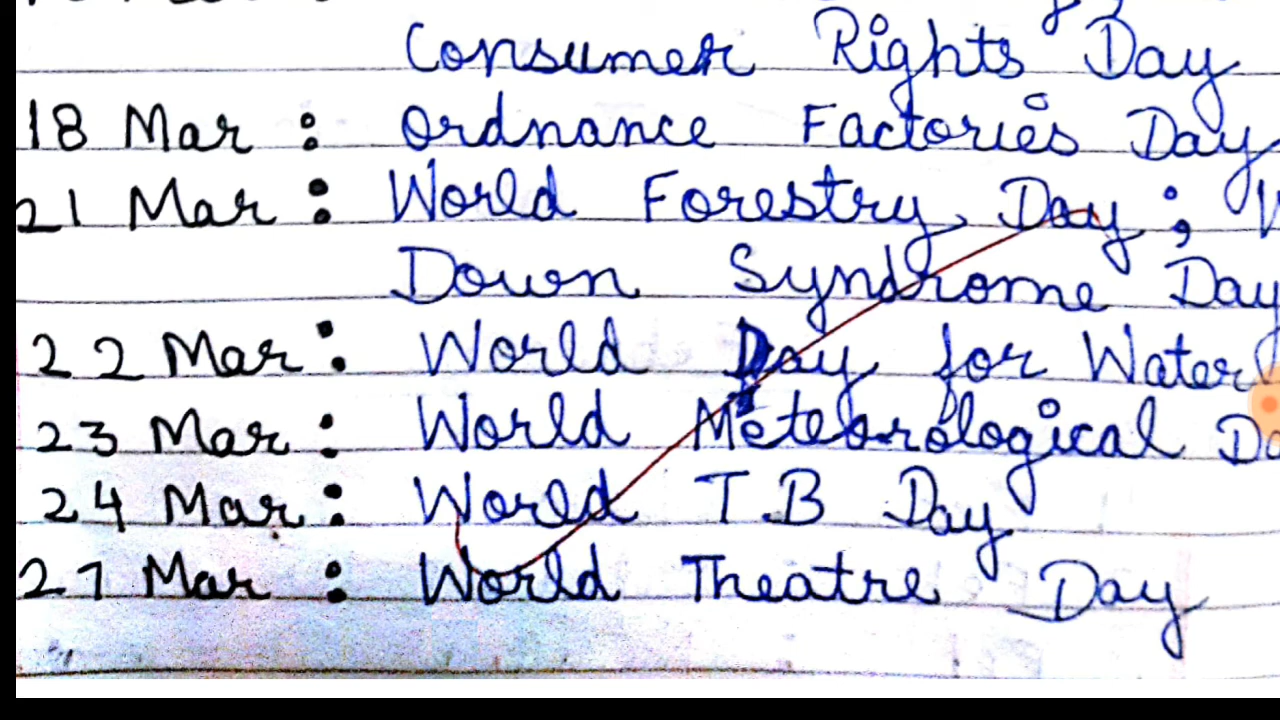 Consumer Rights Day
18 Mar : Ordnance Factories Day
21 Mar : World Forestry Day ;
Down Syndrome Day
22 Mar : World Day for Water
23 Mar : World Meteorological
24 Mar : World T.B Day
27 Mar : World Theatre Day